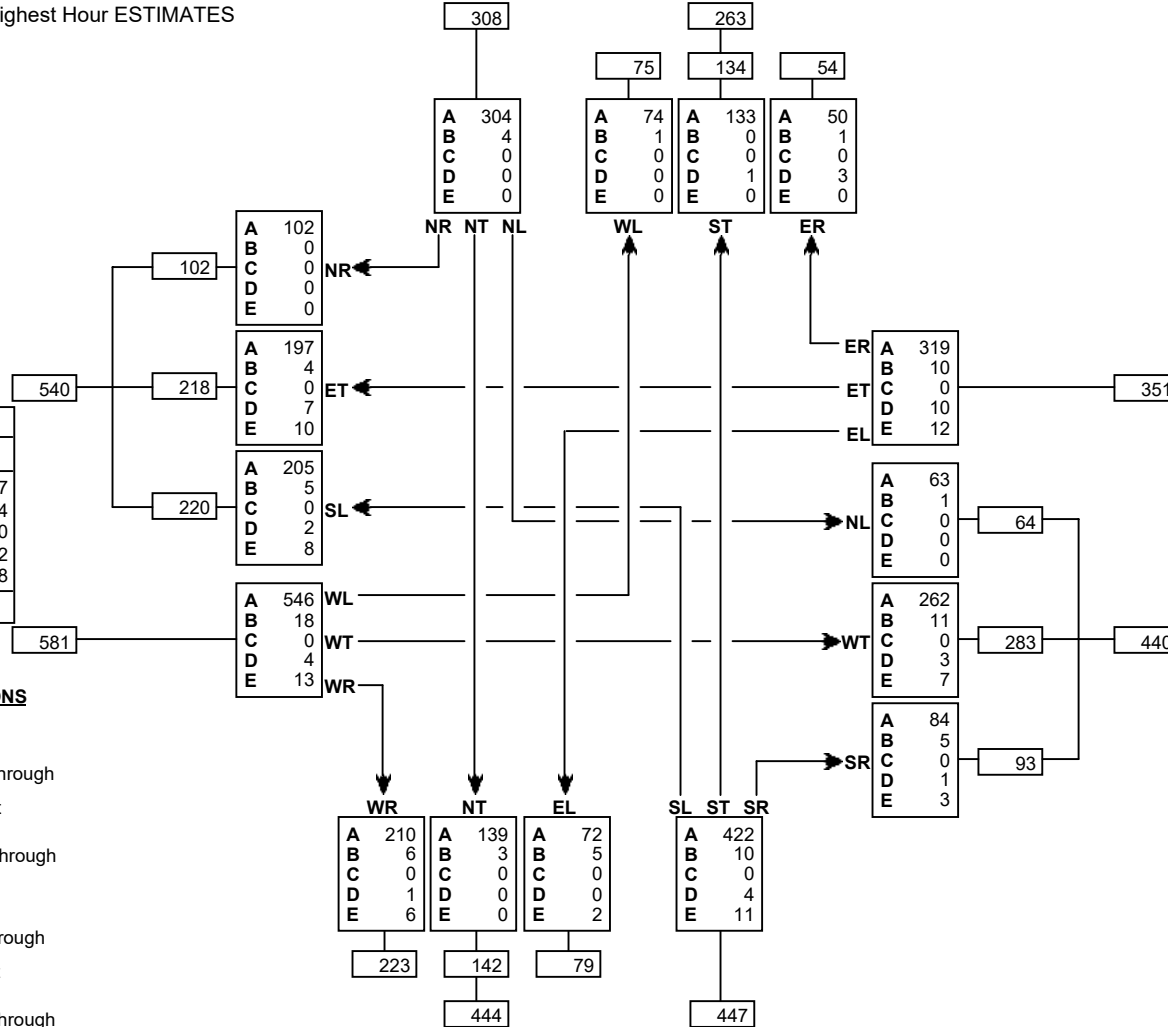 ighest Hour ESTIMATES
308
263
75
134
54
A 304
B 4
C 0
D 0
E 0
A 74
B 1
C 0
D 0
E 0
A 133
B 0
C 0
D 1
E 0
A 50
B 1
C 0
D 3
E 0
NR NT NL
WL
ST
ER
A 102
B 0
C 0
D 0
E 0
102
NR
A 197
B 4
C 0
D 7
E 10
540
218
ET
A 205
B 5
C 0
D 2
E 8
220
SL
ER
ET
EL
A 319
B 10
C 0
D 10
E 12
351
7
4
0
2
8
A 63
B 1
C 0
D 0
E 0
NL
64
581
A 546
B 18
C 0
D 4
E 13
WL
WT
WR
A 262
B 11
C 0
D 3
E 7
WT
283
440
A 84
B 5
C 0
D 1
E 3
SR
93
NS
hrough
hrough
rough
hrough
WR
NT
EL
SL ST SR
A 210
B 6
C 0
D 1
E 6
A 139
B 3
C 0
D 0
E 0
A 72
B 5
C 0
D 0
E 2
A 422
B 10
C 0
D 4
E 11
223
142
79
444
447